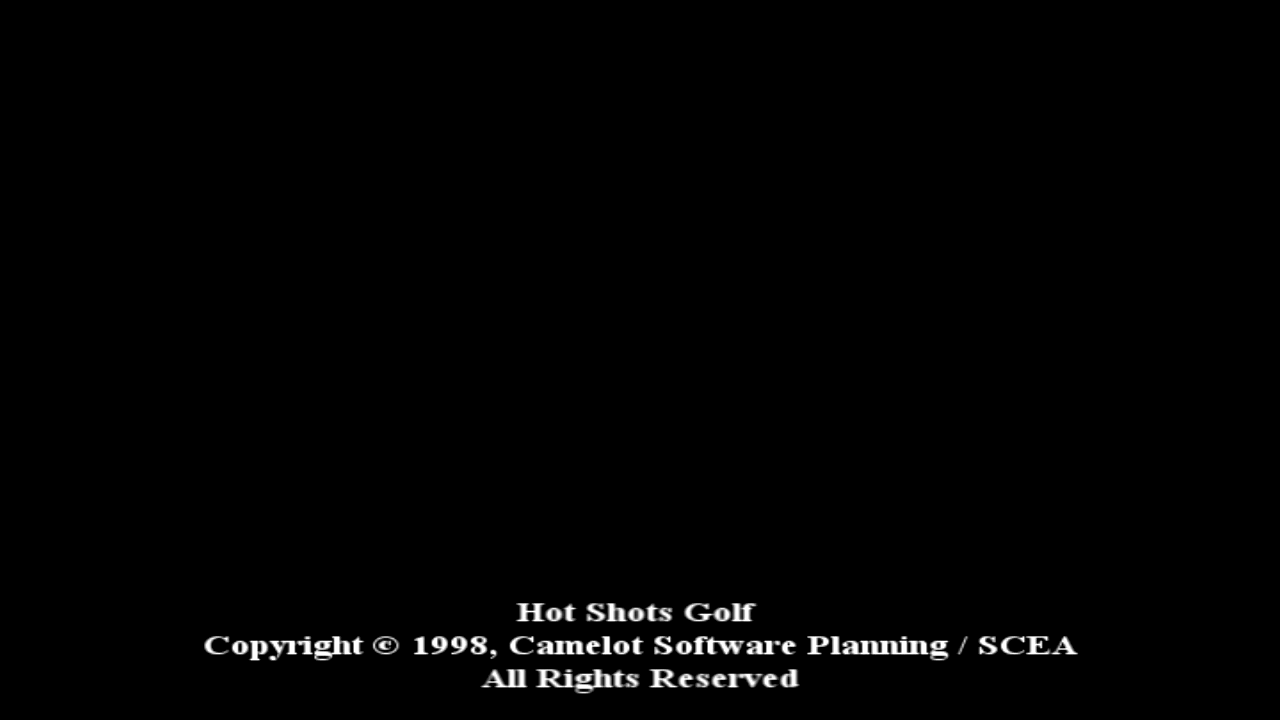 Hot Shots Golf
Copyright © 1998, Camelot Software Planning / SCEA
All Rights Reserved